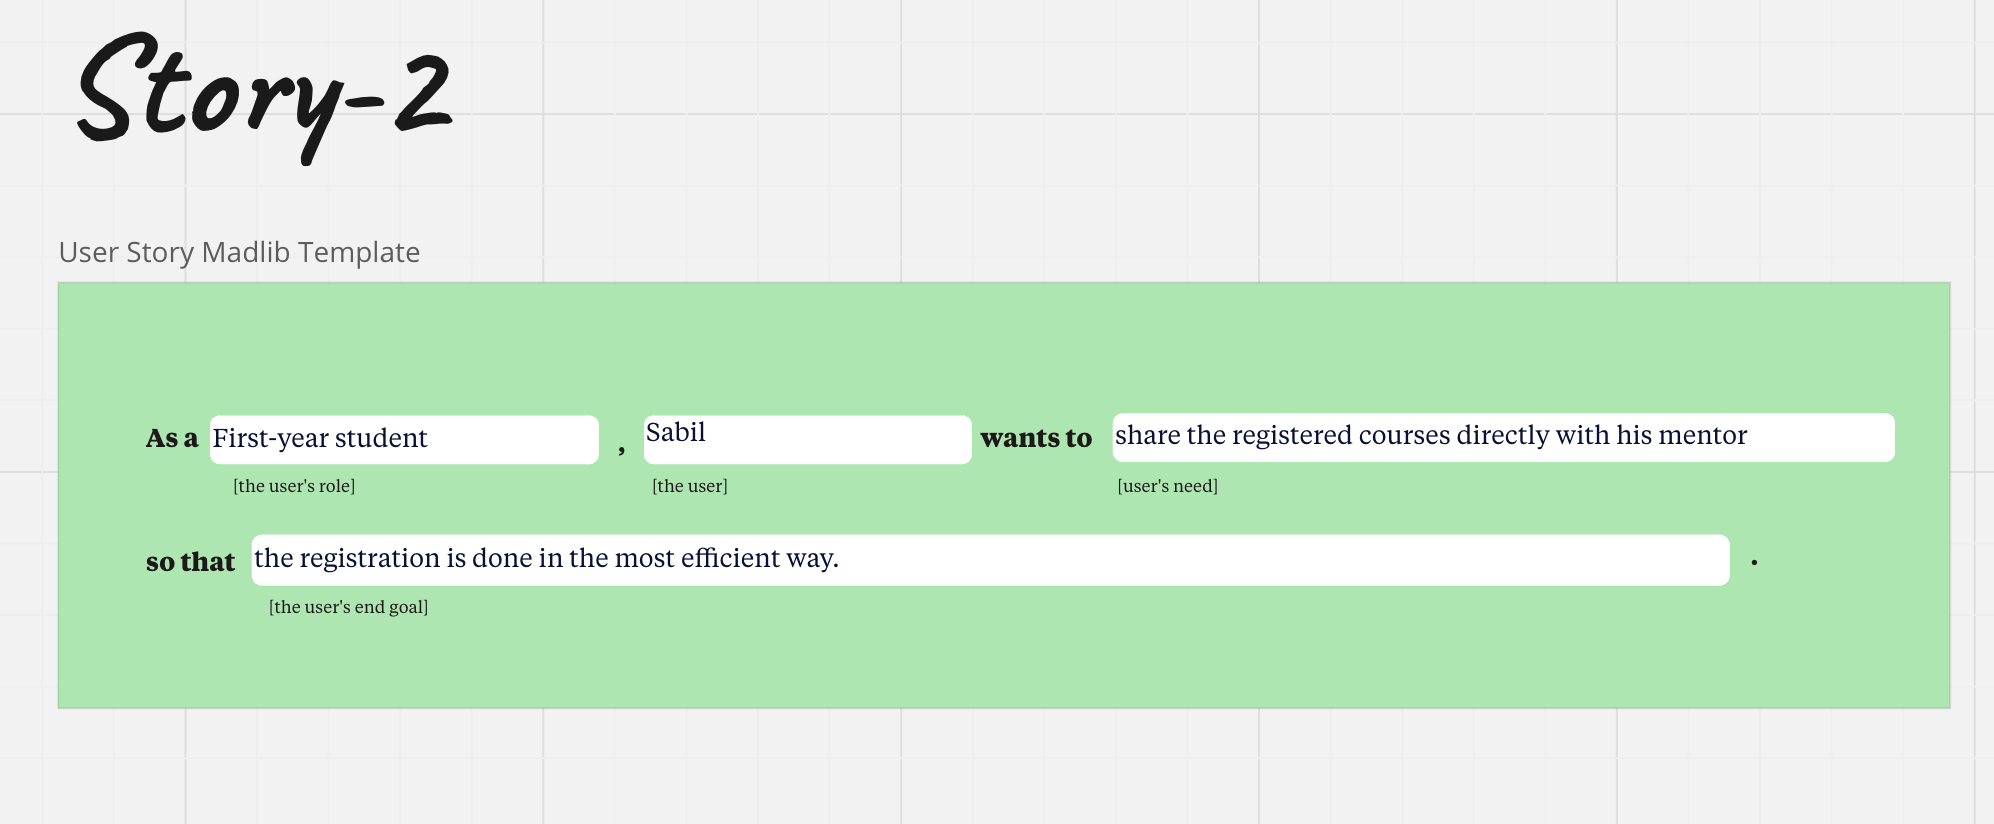 Story-2
User Story Madlib Template
As a First-year student , Sabil wants to share the registered courses directly with his mentor
[the user's role] [the user] [user's need]
so that the registration is done in the most efficient way. .
[the user's end goal]